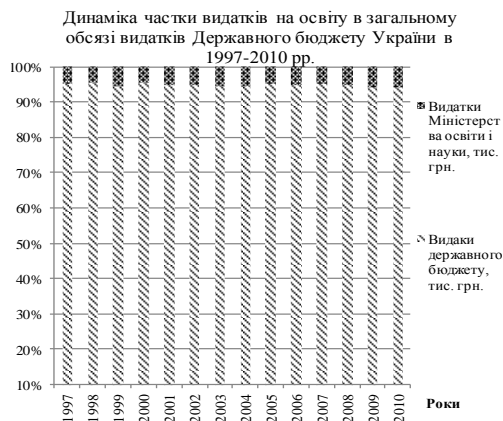 Динаміка частки видатків на освіту в загальному
обсязі видатків Державного бюджету України в
1997-2010 рр.
100%
90%
80%
70%
60%
50%
40%
30%
20%
10%
Видатки
Міністерст
ва освіти і
науки, тис.
грн.
Видаки
державного
бюджету,
тис. грн.
1997
1998
1999
2000
2001
2002
2003
2004
2005
2006
2007
2008
2009
2010
Роки